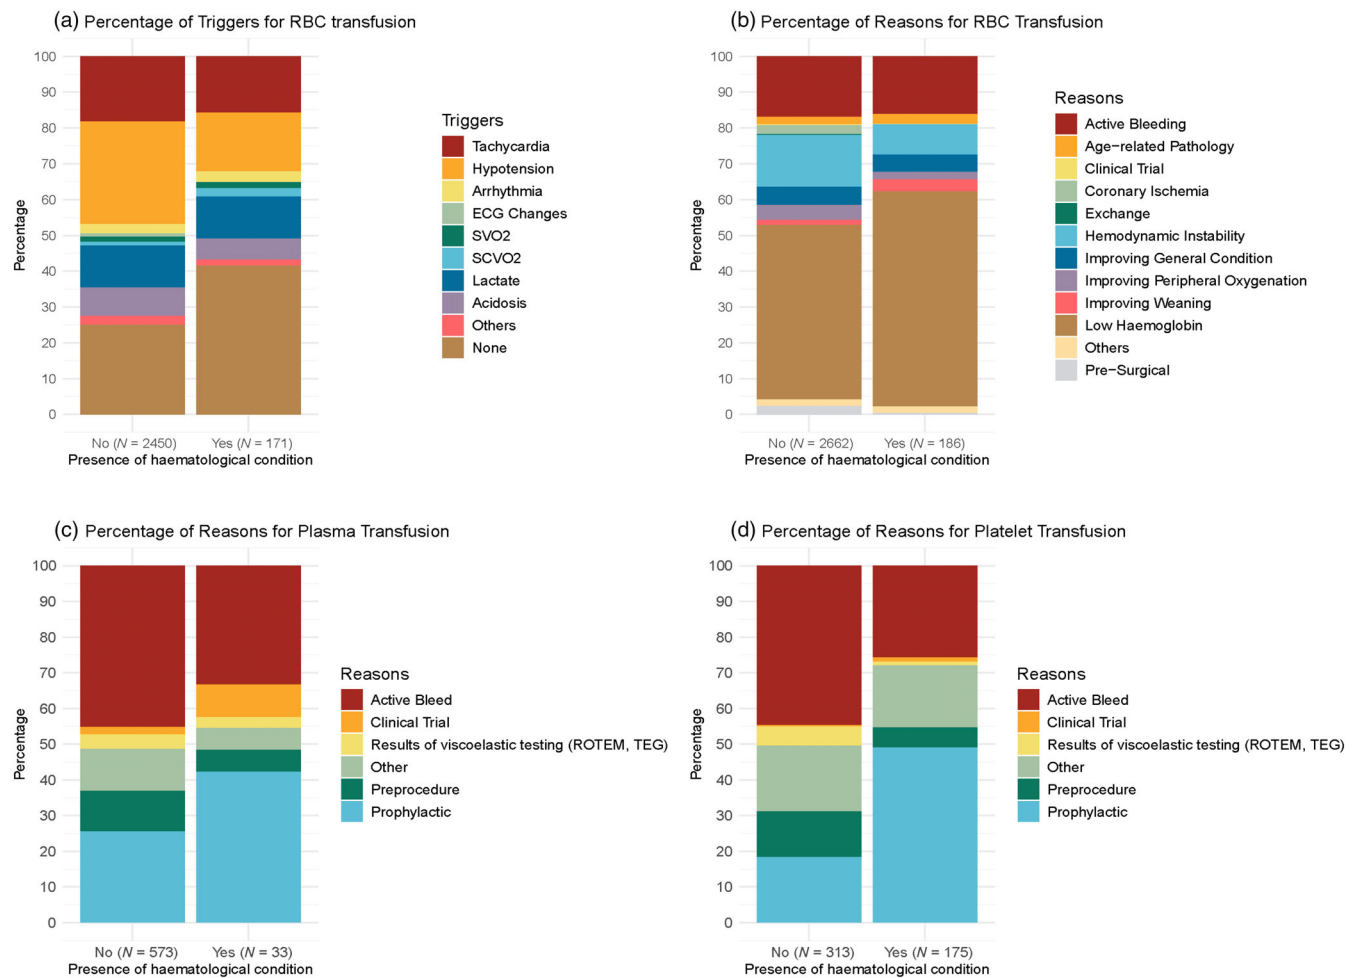 (a) Percentage of Triggers for RBC transfusion
100
90
80
70
60
50
40
30
20
10
0
Percentage
No (N = 2450) Yes (N = 171)
Presence of haematological condition
Triggers
Tachycardia
Hypotension
Arrhythmia
ECG Changes
SVO2
SCVO2
Lactate
Acidosis
Others
None
(b) Percentage of Reasons for RBC Transfusion
100
90
80
70
60
50
40
30
20
10
0
Percentage
No (N = 2662) Yes (N = 186)
Presence of haematological condition
Reasons
Active Bleeding
Age-related Pathology
Clinical Trial
Coronary Ischemia
Exchange
Hemodynamic Instability
Improving General Condition
Improving Peripheral Oxygenation
Improving Weaning
Low Haemoglobin
Others
Pre-Surgical
(c) Percentage of Reasons for Plasma Transfusion
100
90
80
70
60
50
40
30
20
10
0
Percentage
No (N = 573) Yes (N = 33)
Presence of haematological condition
Reasons
Active Bleed
Clinical Trial
Results of viscoelastic testing (ROTEM, TEG)
Other
Preprocedure
Prophylactic
(d) Percentage of Reasons for Platelet Transfusion
100
90
80
70
60
50
40
30
20
10
0
Percentage
No (N = 313) Yes (N = 175)
Presence of haematological condition
Reasons
Active Bleed
Clinical Trial
Results of viscoelastic testing (ROTEM, TEG)
Other
Preprocedure
Prophylactic